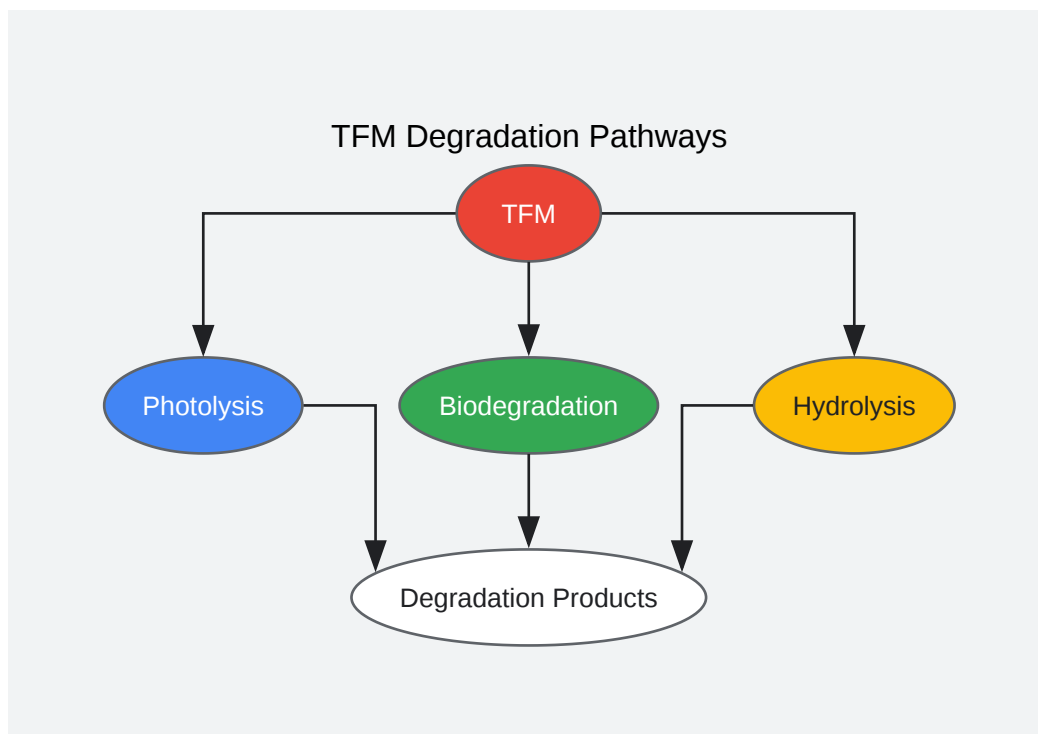 TFM Degradation Pathways
TFM
Photolysis
Biodegradation
Hydrolysis
Degradation Products